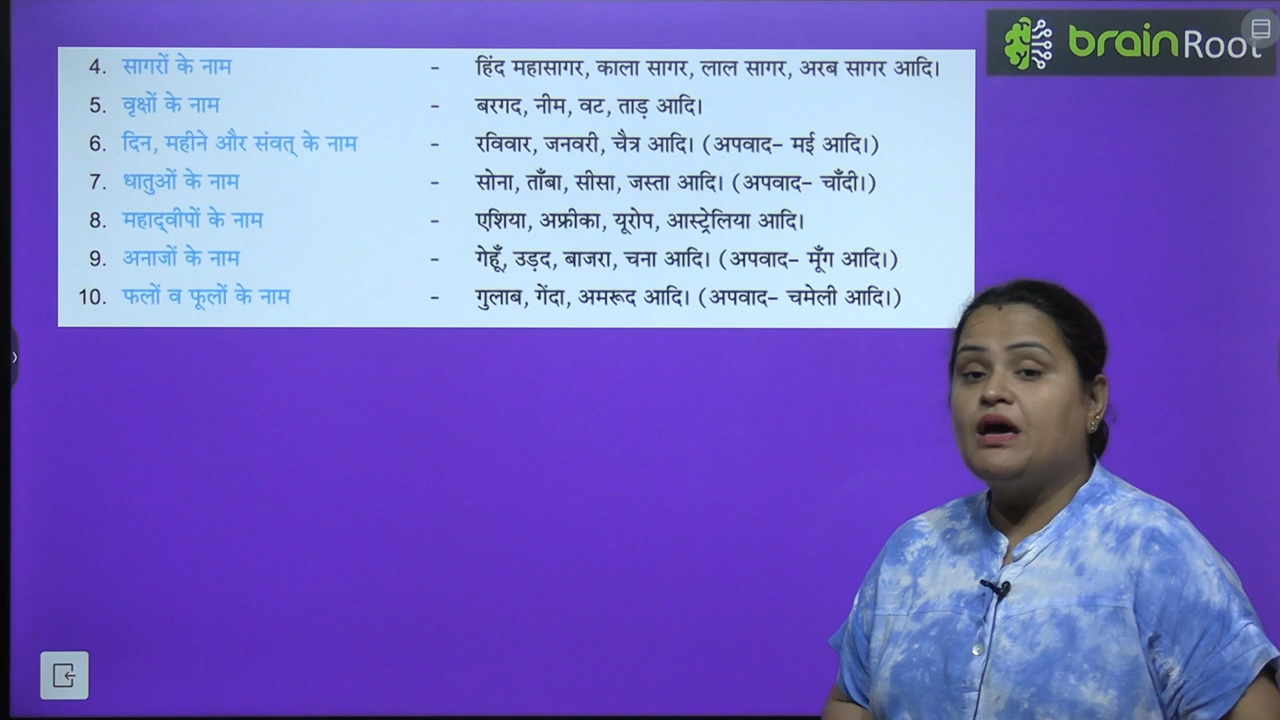 brainRoot
4. सागरों के नाम - हिंद महासागर, काला सागर, लाल सागर, अरब सागर आदि।
5. वृक्षों के नाम - बरगद, नीम, वट, ताड़ आदि।
6. दिन, महीने और संवत् के नाम - रविवार, जनवरी, चैत्र आदि। (अपवाद– मई आदि।)
7. धातुओं के नाम - सोना, ताँबा, सीसा, जस्ता आदि। (अपवाद– चाँदी।)
8. महाद्वीपों के नाम - एशिया, अफ्रीका, यूरोप, आस्ट्रेलिया आदि।
9. अनाजों के नाम - गेहूँ, उड़द, बाजरा, चना आदि। (अपवाद– मूँग आदि।)
10. फलों व फूलों के नाम - गुलाब, गेंदा, अमरूद आदि। (अपवाद– चमेली आदि।)